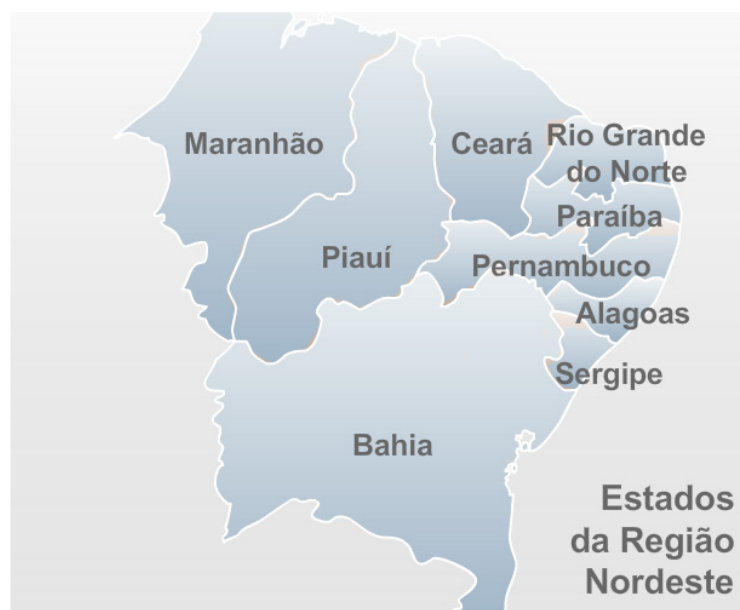 Maranhão
Ceará
Rio Grande
do Norte
Paraíba
Piauí
Pernambuco
Alagoas
Sergipe
Bahia
Estados
da Região
Nordeste